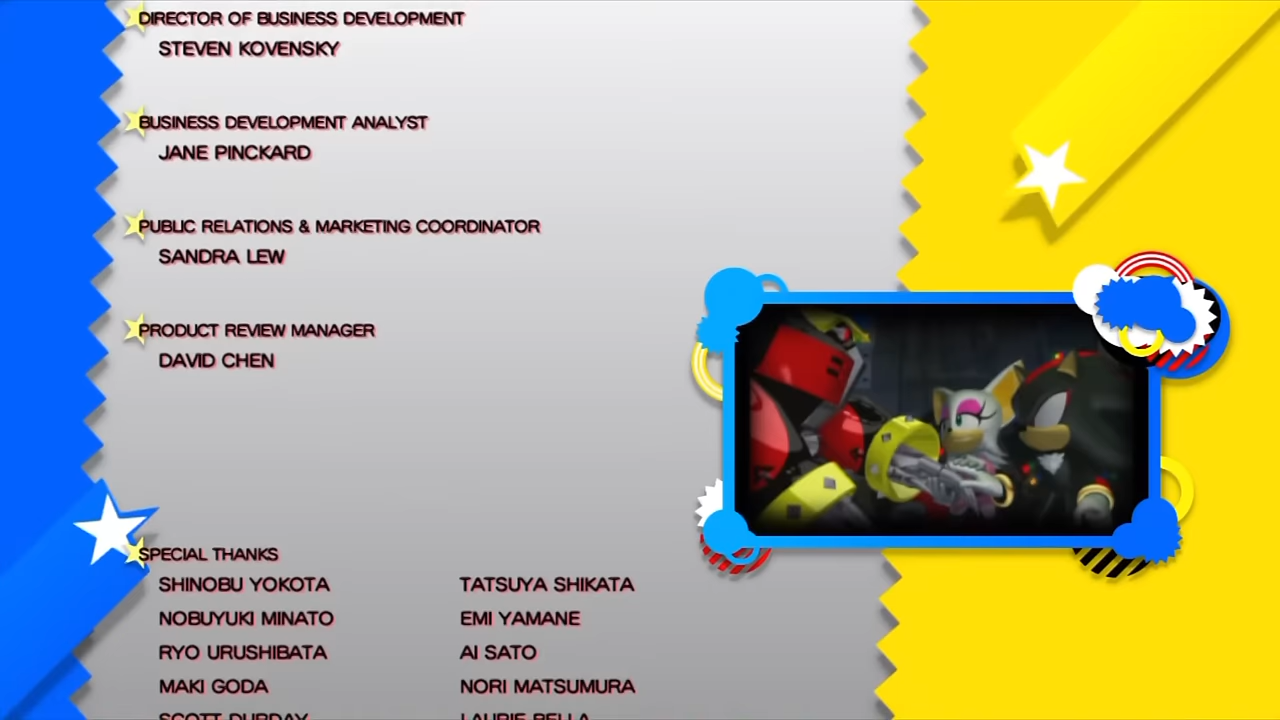 DIRECTOR OF BUSINESS DEVELOPMENT
STEVEN KOVENSKY
BUSINESS DEVELOPMENT ANALYST
JANE PINCKARD
PUBLIC RELATIONS & MARKETING COORDINATOR
SANDRA LEW
PRODUCT REVIEW MANAGER
DAVID CHEN
SPECIAL THANKS
SHINOBU YOKOTA TATSUYA SHIKATA
NOBUYUKI MINATO EMI YAMANE
RYO URUSHIBATA AI SATO
MAKI GODA NORI MATSUMURA
SCOTT